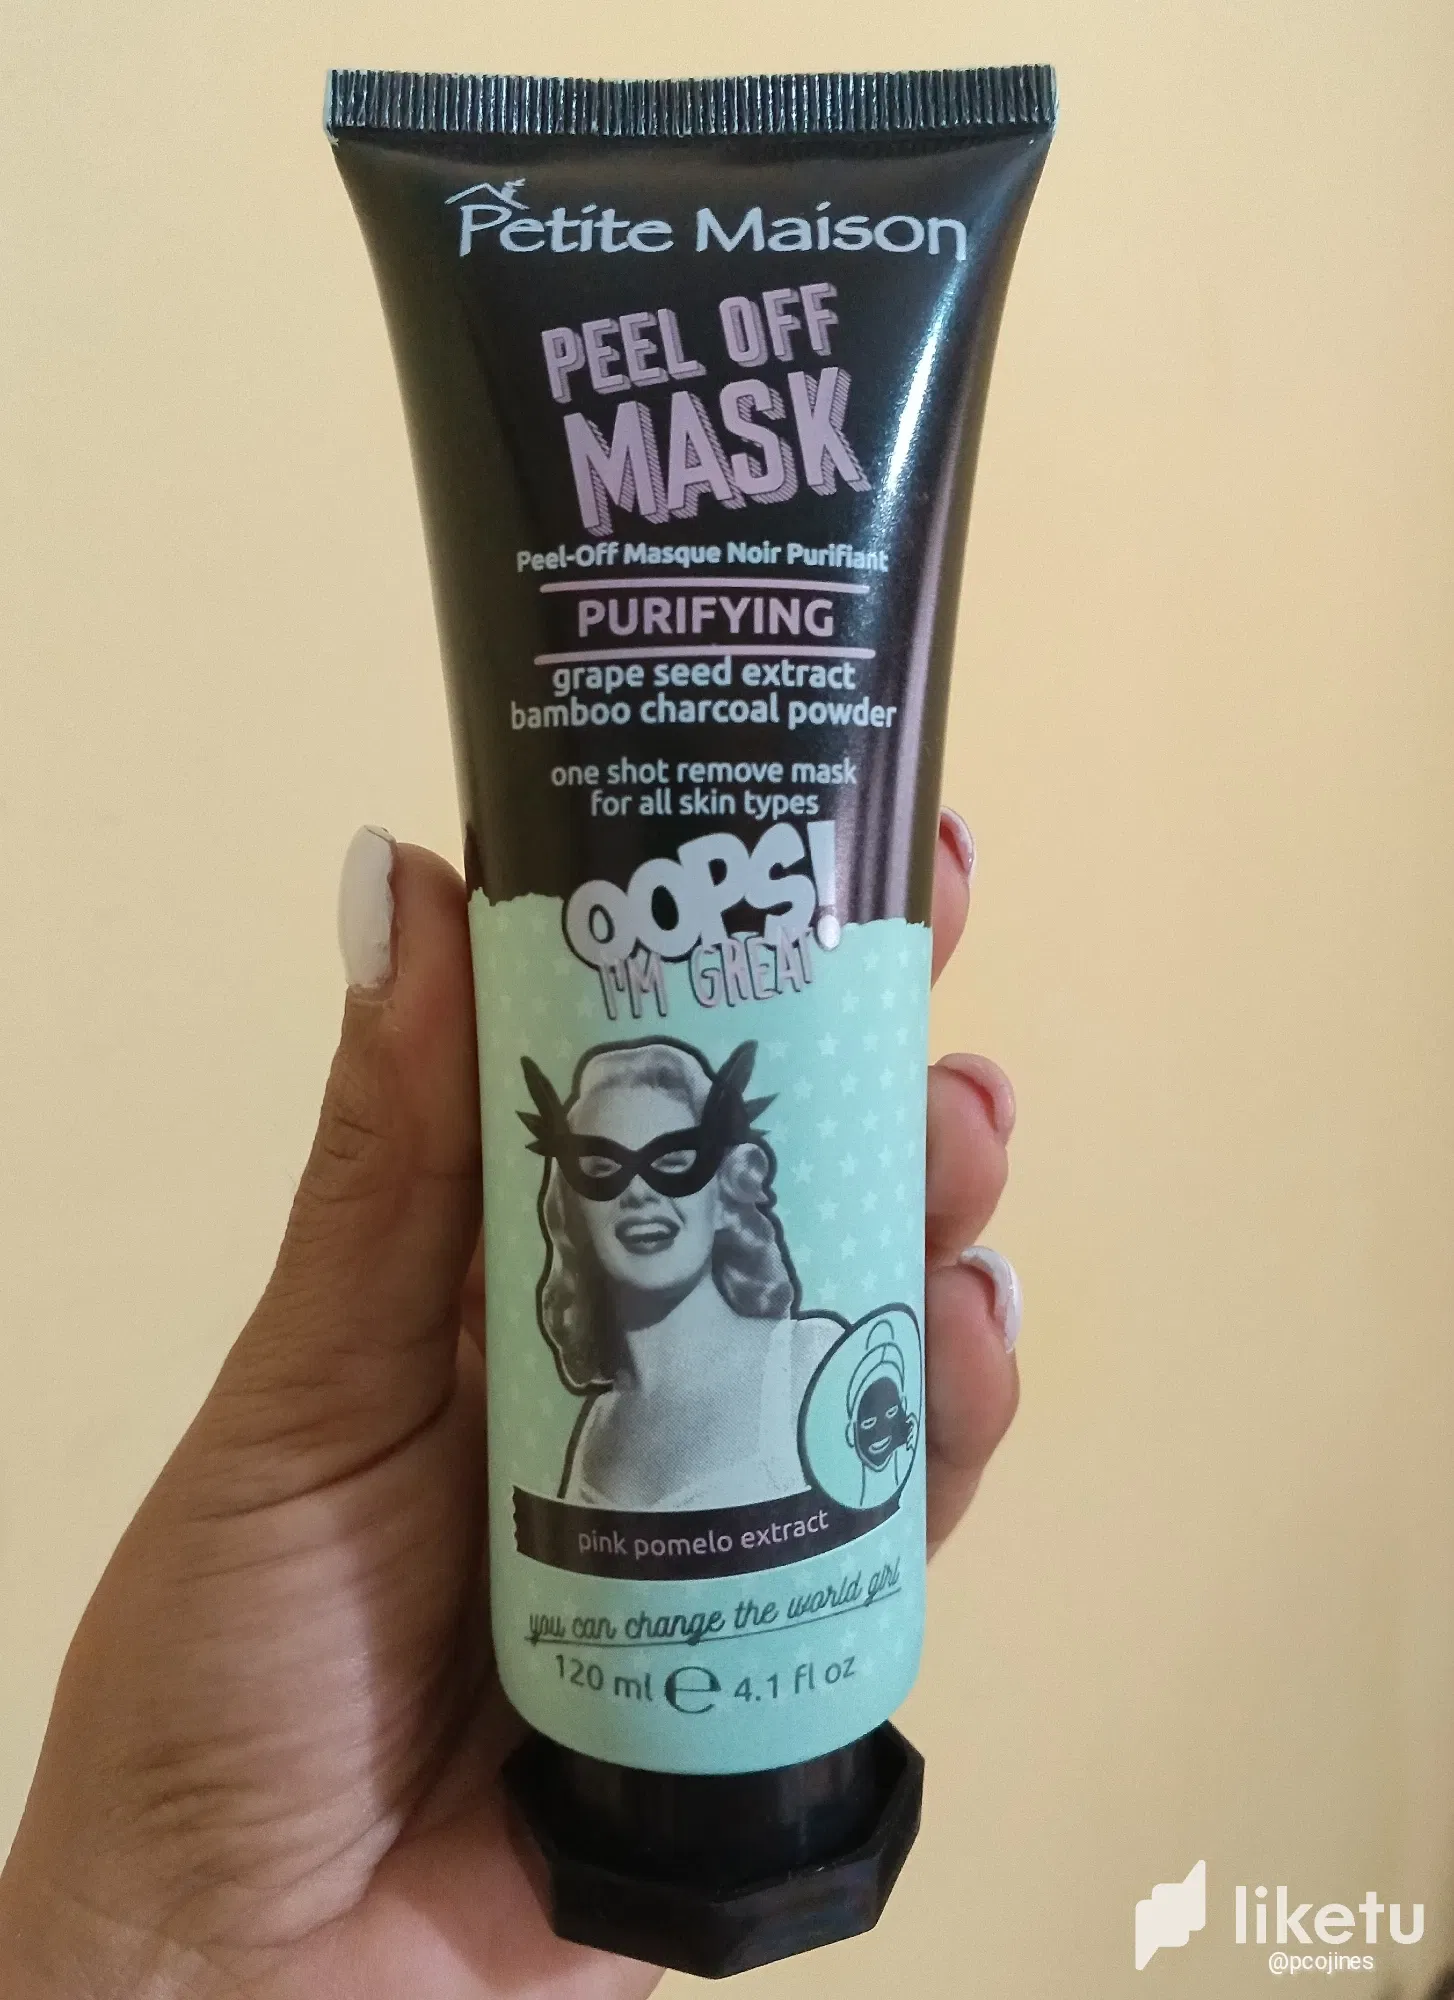 Petite Maison
PEEL OFF
MASK
Peel-Off Masque Noir Purifiant
PURIFYING
grape seed extract
bamboo charcoal powder
one shot remove mask
for all skin types
OOPS!
I'M GREAT
pink pomelo extract
you can change the world girl
120 ml e 4.1 fl oz
liketu
@pcojines